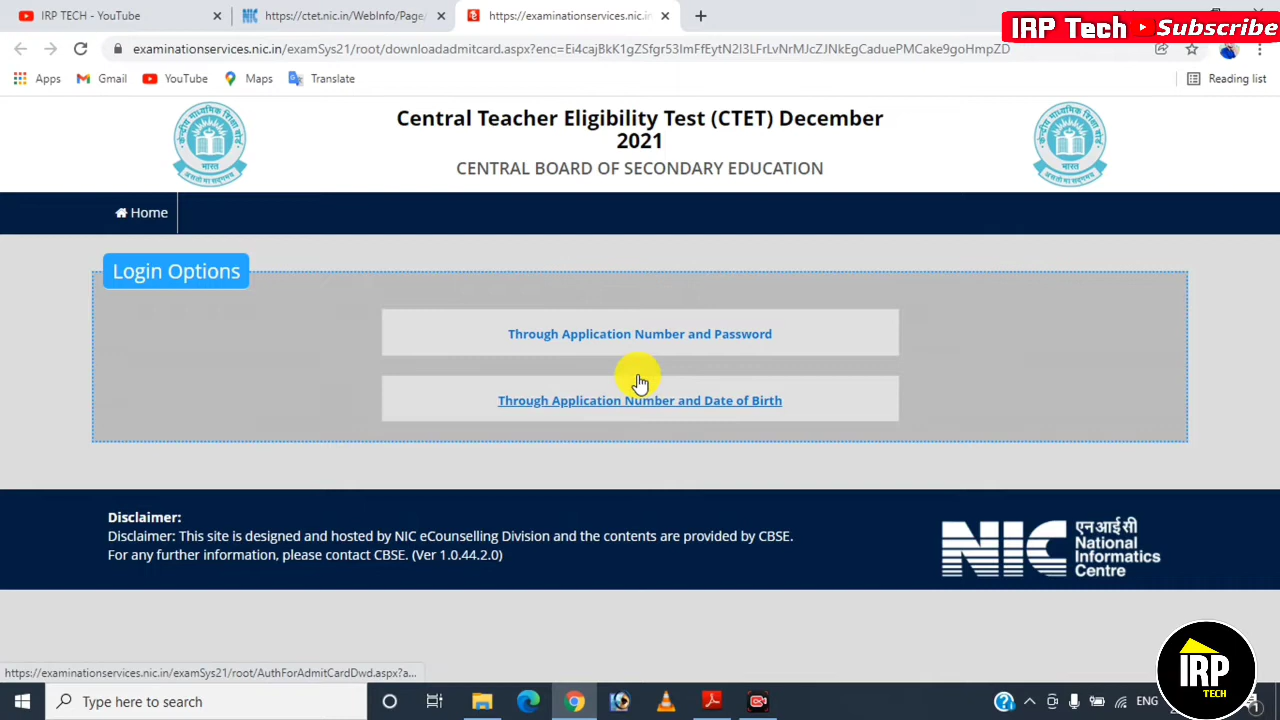 IRP TECH - YouTube
https://ctet.nic.in/WebInfo/Page/
https://examinationservices.nic.in
IRP Tech Subscribe
examinationservices.nic.in/examSys21/root/downloadadmitcard.aspx?enc=Ei4cajBkK1gZSfgr53ImFfEytN2I3LFrLvNrMJcZJNkEgCaduePMCake9goHmpZD
Apps Gmail YouTube Maps Translate Reading list
Central Teacher Eligibility Test (CTET) December
2021
CENTRAL BOARD OF SECONDARY EDUCATION
भारत
भारत
Home
Login Options
Through Application Number and Password
Through Application Number and Date of Birth
Disclaimer:
Disclaimer: This site is designed and hosted by NIC eCounselling Division and the contents are provided by CBSE.
For any further information, please contact CBSE. (Ver 1.0.44.2.0)
NIC
एन आई सी
National
Informatics
Centre
IRP
TECH
https://examinationservices.nic.in/examSys21/root/AuthForAdmitCardDwd.aspx?a...
Type here to search
ENG